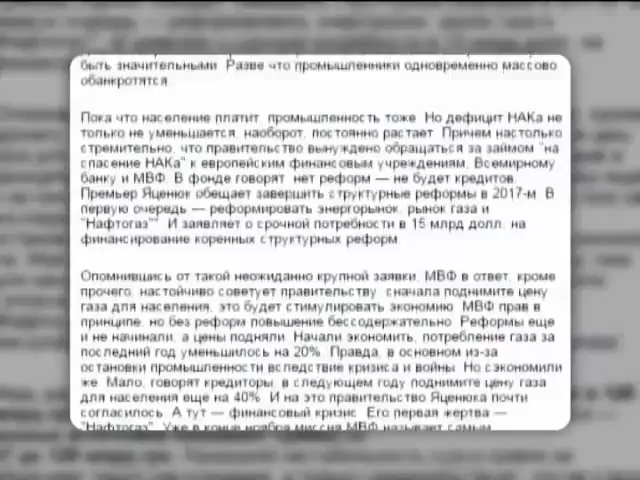 быть значительными. Разве что промышленники одновременно массово
обанкротятся.
Пока что население платит, промышленность тоже. Но дефицит НАКа не
только не уменьшается, наоборот, постоянно растает. Причем настолько
стремительно, что правительство вынуждено обращаться за займом "на
спасение НАКа" к европейским финансовым учреждениям, Всемирному
банку и МВФ. В фонде говорят: нет реформ — не будет кредитов.
Премьер Яценюк обещает завершить структурные реформы в 2017-м. В
первую очередь — реформировать энергорынок, рынок газа и
"Нафтогаз"". И заявляет о срочной потребности в 15 млрд долл. на
финансирование коренных структурных реформ.
Опомнившись от такой неожиданно крупной заявки, МВФ в ответ, кроме
прочего, настойчиво советует правительству: сначала поднимите цену
газа для населения, это будет стимулировать экономию. МВФ прав в
принципе, но без реформ повышение бессодержательно. Реформы еще
и не начинали, а цены подняли. Начали экономить, потребление газа за
последний год уменьшилось на 20%. Правда, в основном из-за
остановки промышленности вследствие кризиса и войны. Но сэкономили
же. Мало, говорят кредиторы, в следующем году поднимите цену газа
для населения еще на 40%. И на это правительство Яценюка почти
согласилось. А тут — финансовый кризис. Его первая жертва —
"Нафтогаз". Уже в конце ноября миссия МВФ называет самым